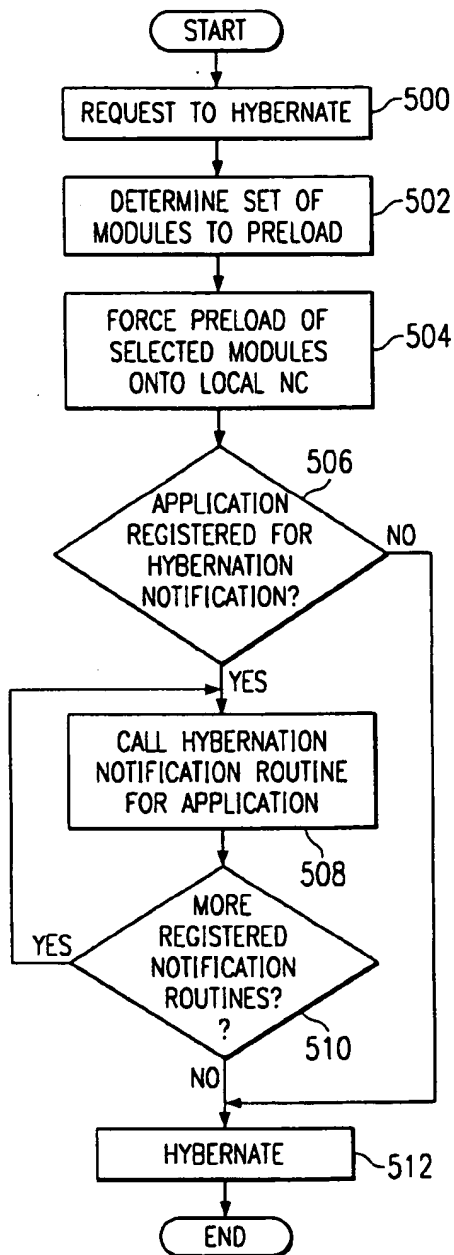 START
REQUEST TO HYBERNATE
500
DETERMINE SET OF
MODULES TO PRELOAD
502
FORCE PRELOAD OF
SELECTED MODULES
ONTO LOCAL NC
504
506
APPLICATION
REGISTERED FOR
HYBERNATION
NOTIFICATION?
NO
YES
CALL HYBERNATION
NOTIFICATION ROUTINE
FOR APPLICATION
508
MORE
REGISTERED
NOTIFICATION
ROUTINES?
?
YES
510
NO
HYBERNATE
512
END